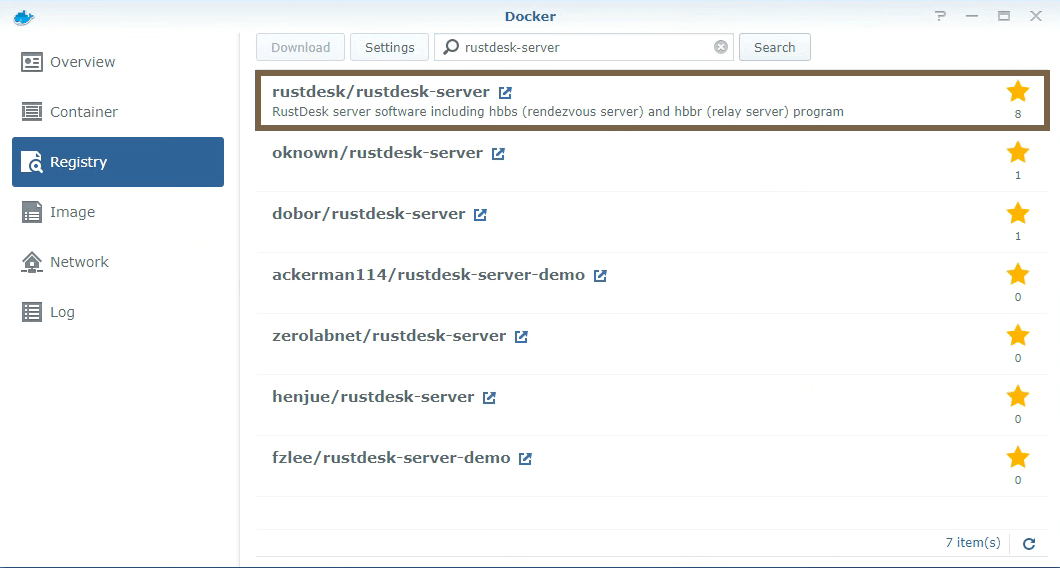 Docker
Overview
Container
Registry
Image
Network
Log
Download Settings rustdesk-server Search
rustdesk/rustdesk-server
RustDesk server software including hbbs (rendezvous server) and hbbr (relay server) program
8
oknown/rustdesk-server
1
dobor/rustdesk-server
1
ackerman114/rustdesk-server-demo
0
zerolabnet/rustdesk-server
0
henjue/rustdesk-server
0
fzlee/rustdesk-server-demo
0
7 item(s)